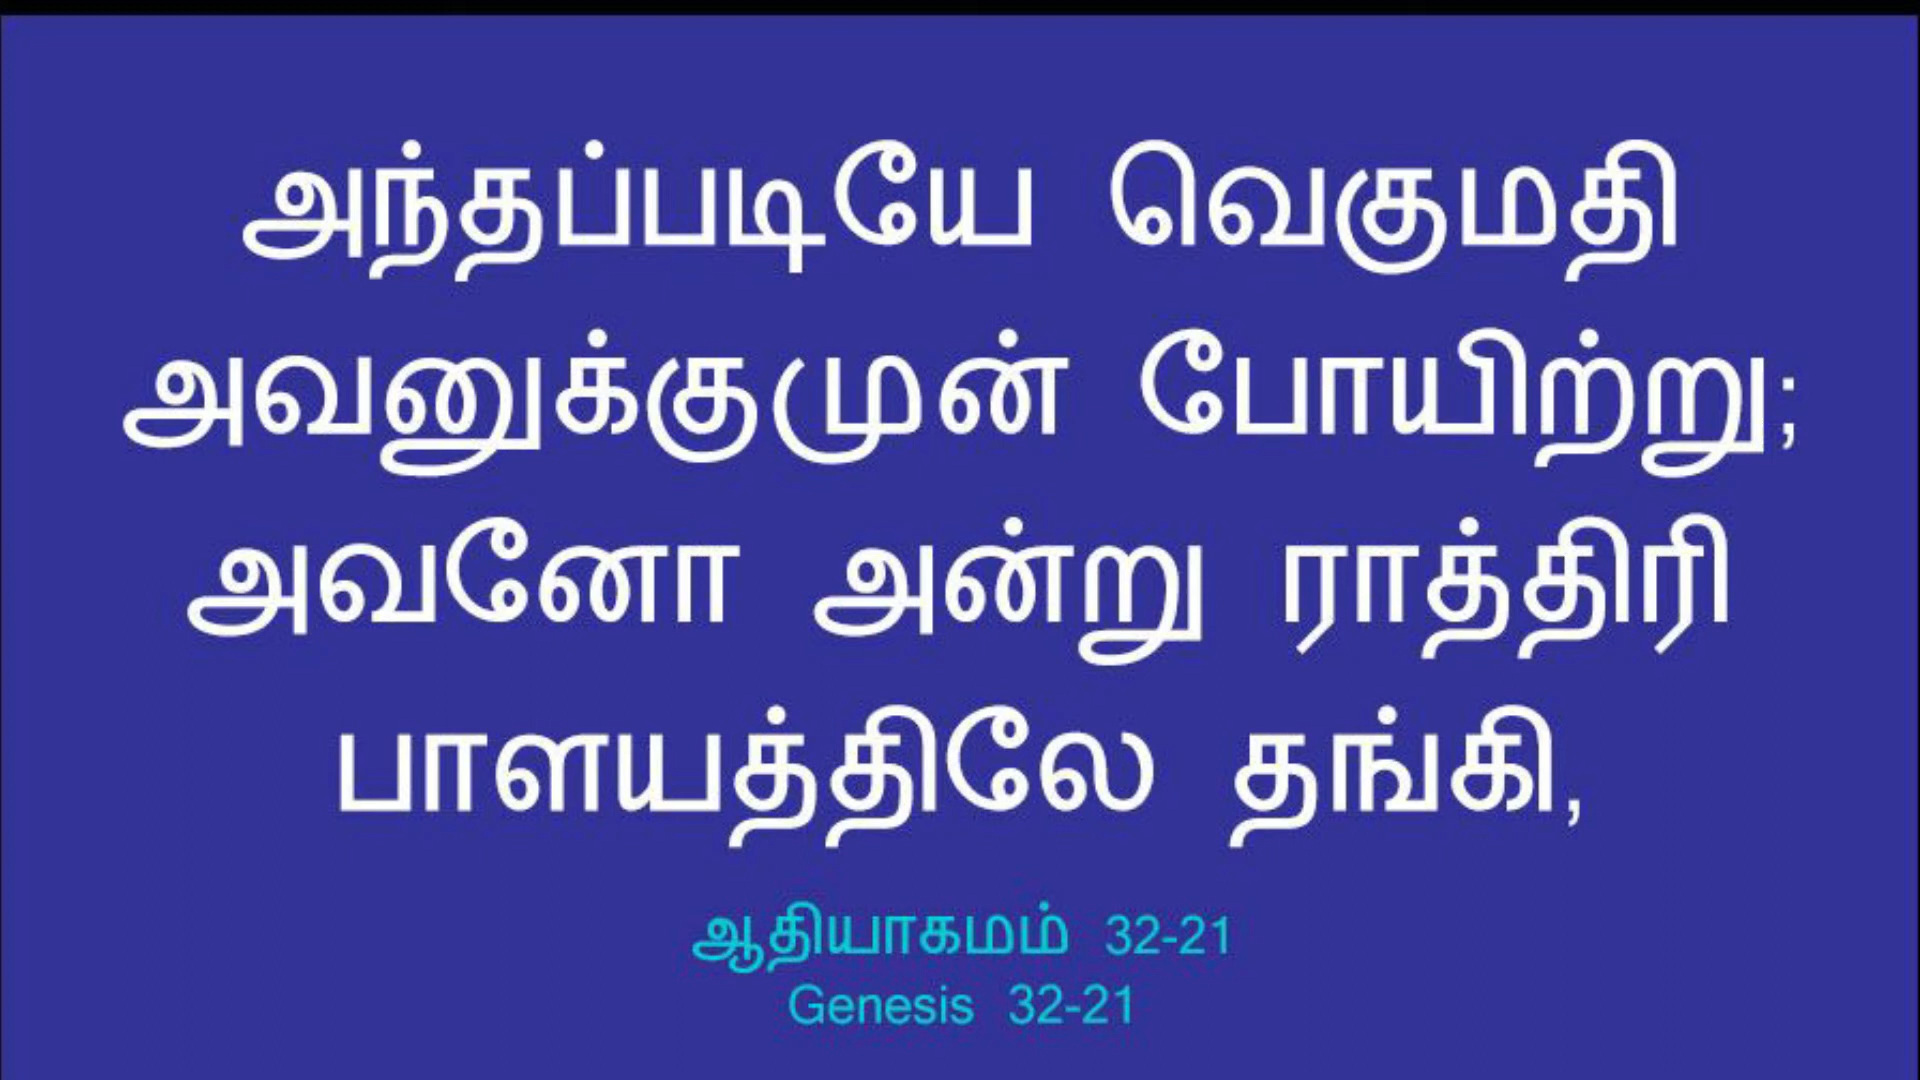 அந்தப்படியே வெகுமதி
அவனுக்குமுன் போயிற்று;
அவனோ அன்று ராத்திரி
பாளயத்திலே தங்கி,
ஆதியாகமம் 32-21
Genesis 32-21